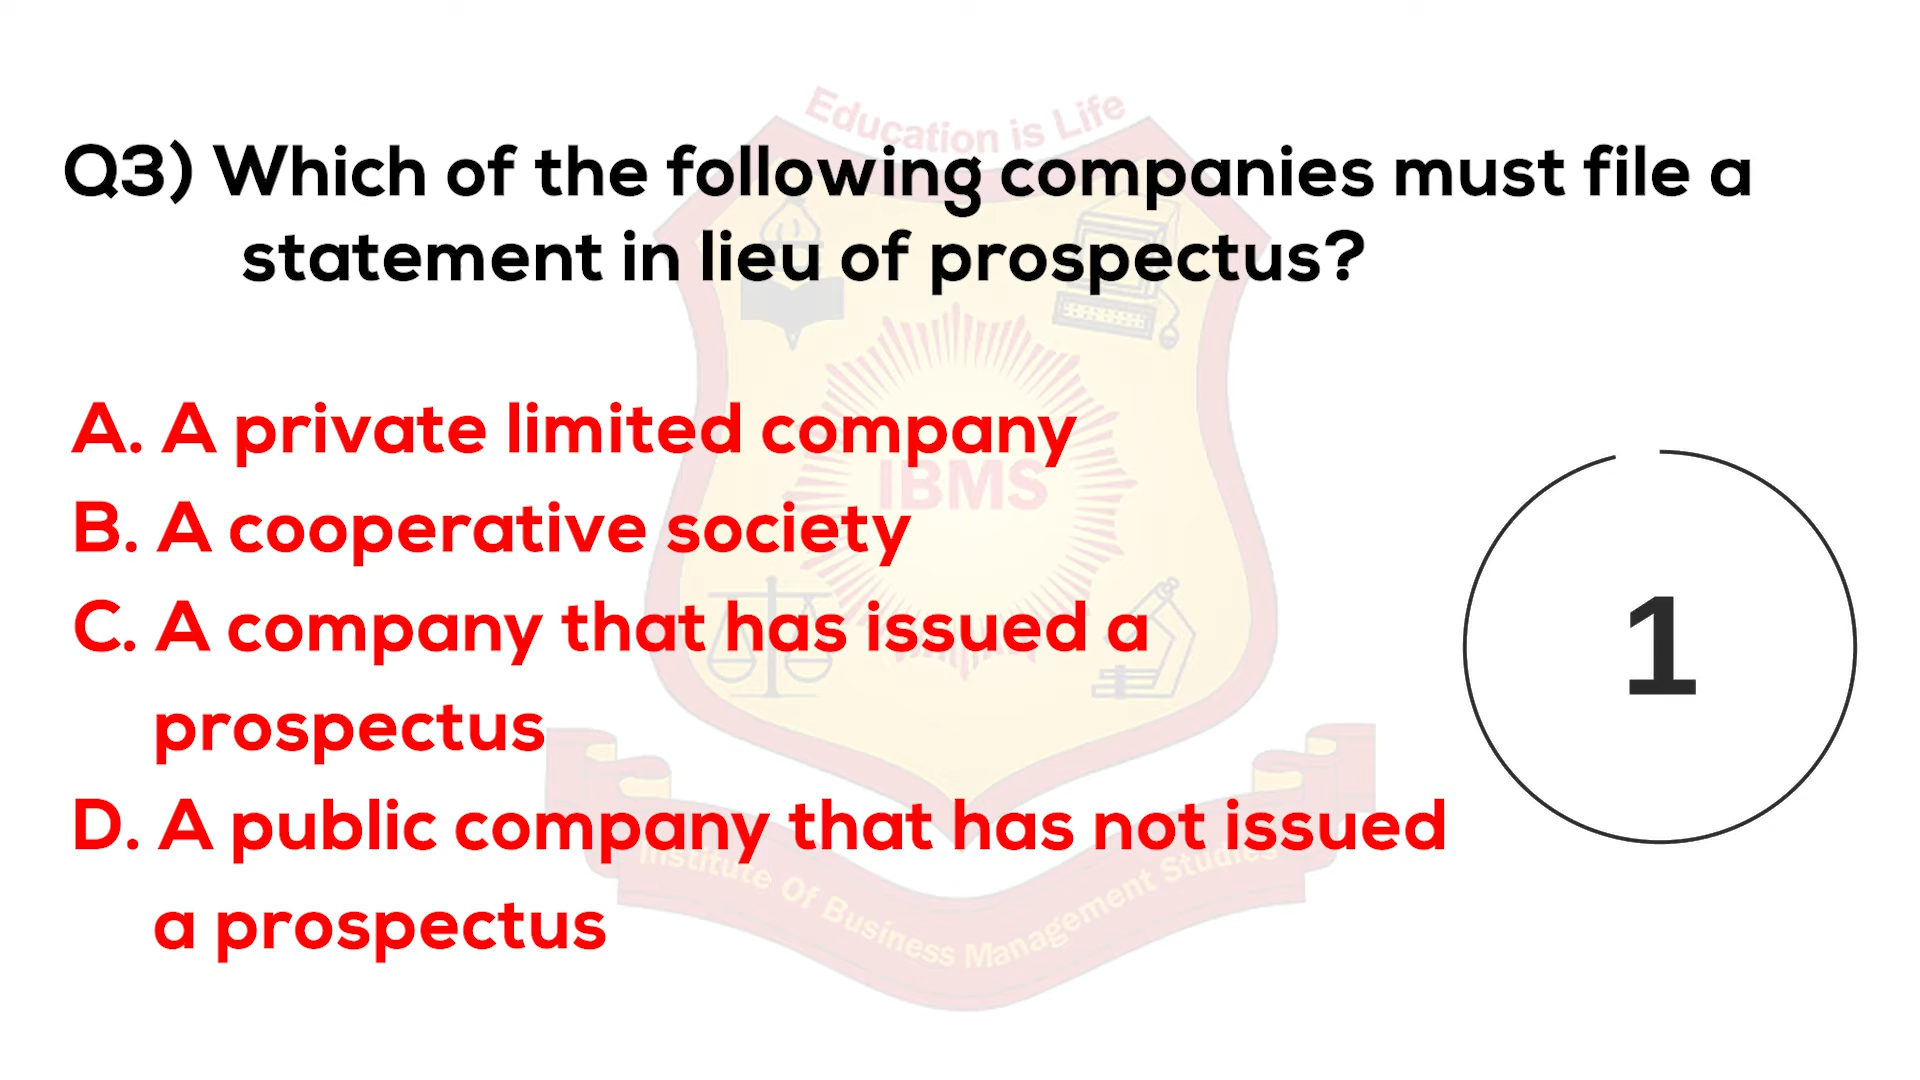 Education is Life
Q3) Which of the following companies must file a
statement in lieu of prospectus?
A. A private limited company
IBMS
B. A cooperative society
C. A company that has issued a
prospectus
1
D. A public company that has not issued
a prospectus
Institute Of Business Management Studies